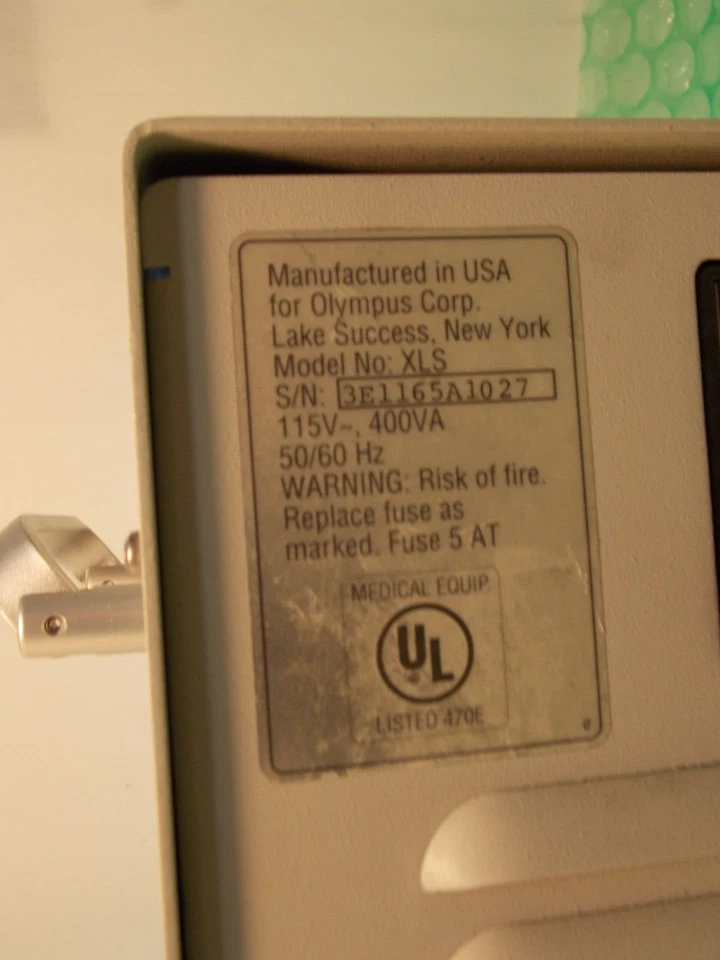 Manufactured in USA
for Olympus Corp.
Lake Success, New York
Model No: XLS
S/N: 3E1165A1027
115V~, 400VA
50/60 Hz
WARNING: Risk of fire.
Replace fuse as
marked. Fuse 5 AT
MEDICAL EQUIP.
UL
LISTED 470E
0